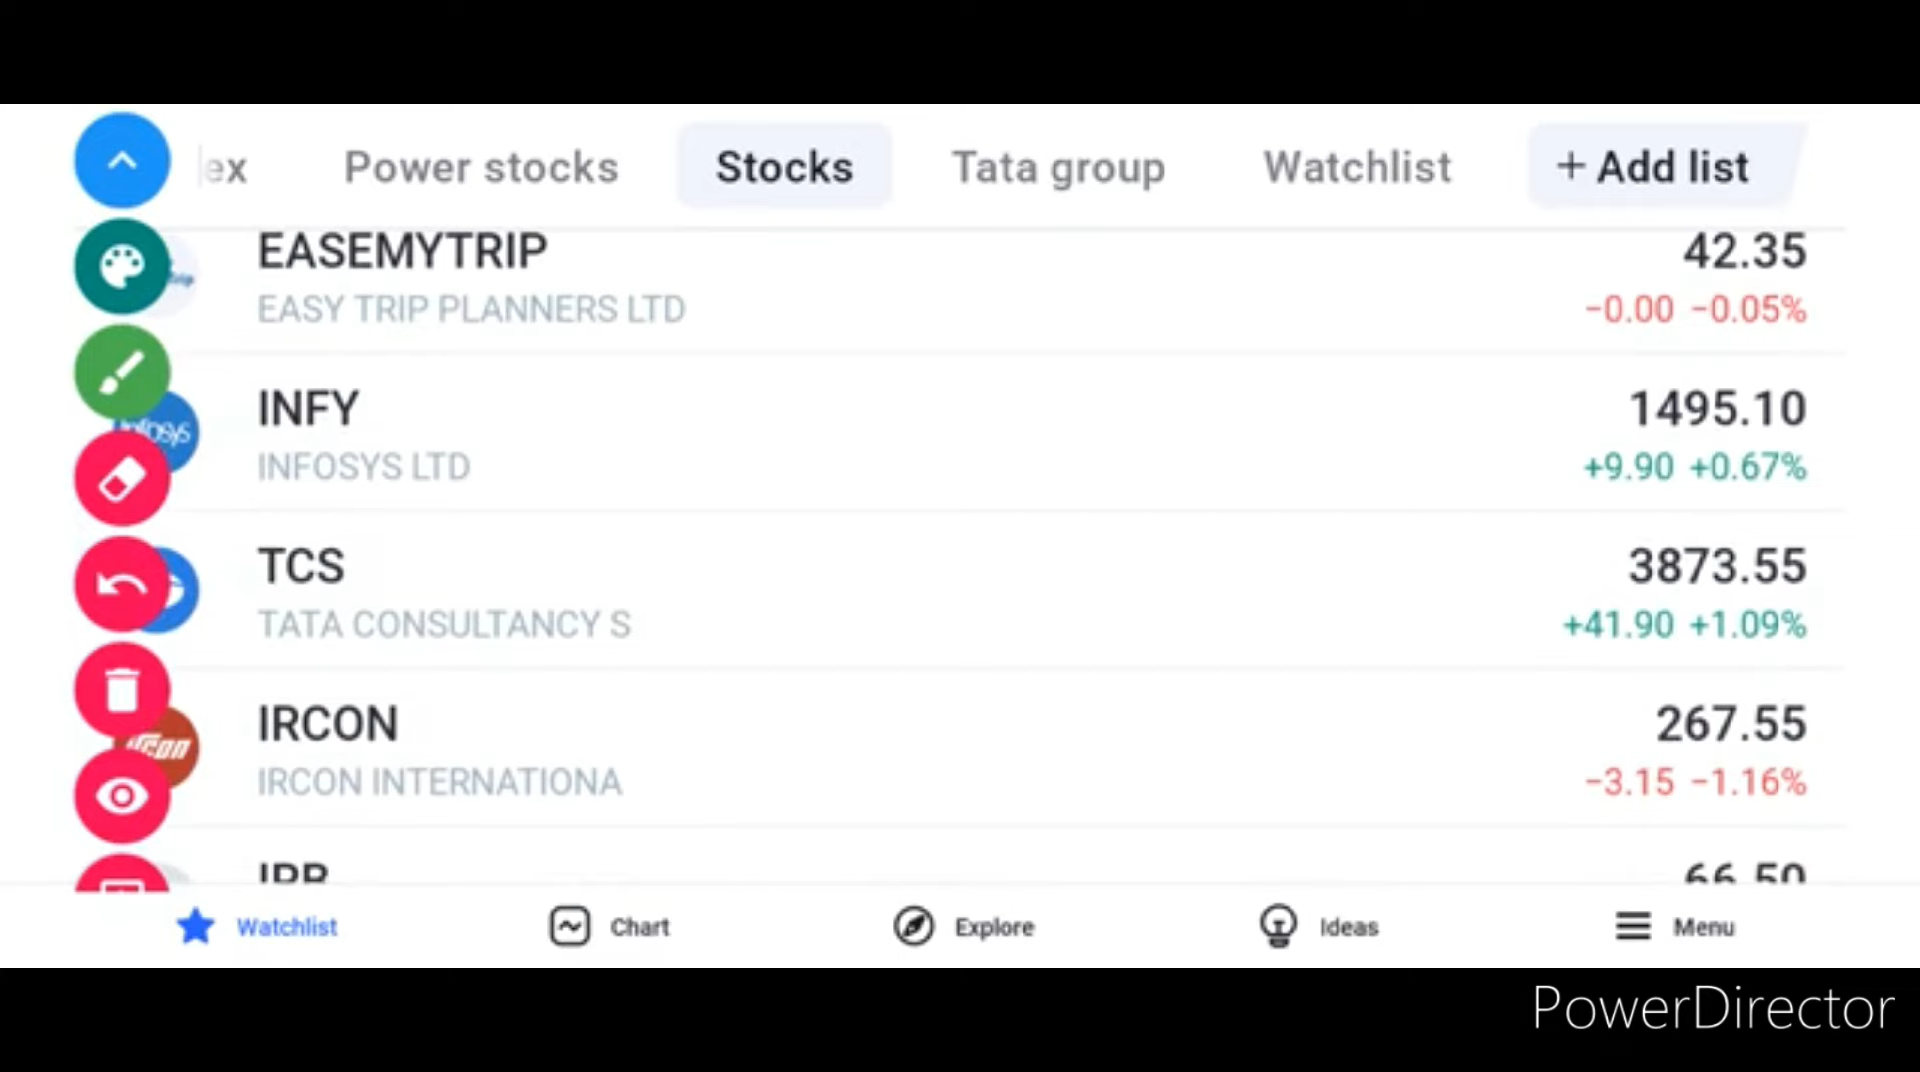 ex Power stocks Stocks Tata group Watchlist + Add list
EASEMYTRIP 42.35
EASY TRIP PLANNERS LTD −0.00 −0.05%
INFY 1495.10
INFOSYS LTD +9.90 +0.67%
TCS 3873.55
TATA CONSULTANCY S +41.90 +1.09%
IRCON 267.55
IRCON INTERNATIONA −3.15 −1.16%
66.50
Watchlist Chart Explore Ideas Menu
PowerDirector